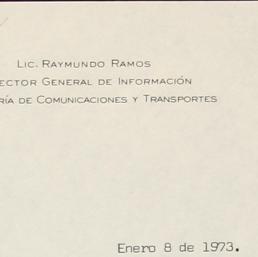 Lic. Raymundo Ramos
ector General de Información
ría de Comunicaciones y Transportes
Enero 8 de 1973.